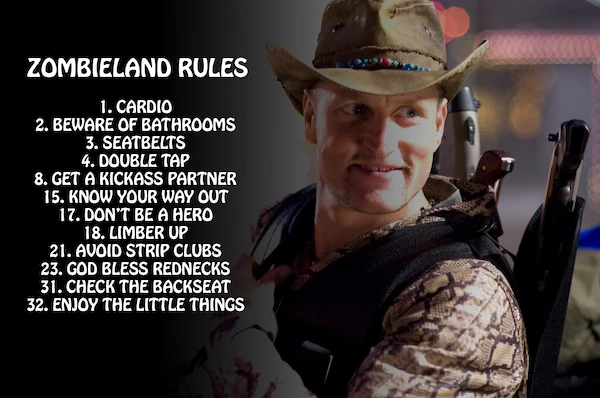 ZOMBIELAND RULES
1. CARDIO
2. BEWARE OF BATHROOMS
3. SEATBELTS
4. DOUBLE TAP
8. GET A KICKASS PARTNER
15. KNOW YOUR WAY OUT
17. DON'T BE A HERO
18. LIMBER UP
21. AVOID STRIP CLUBS
23. GOD BLESS REDNECKS
31. CHECK THE BACKSEAT
32. ENJOY THE LITTLE THINGS